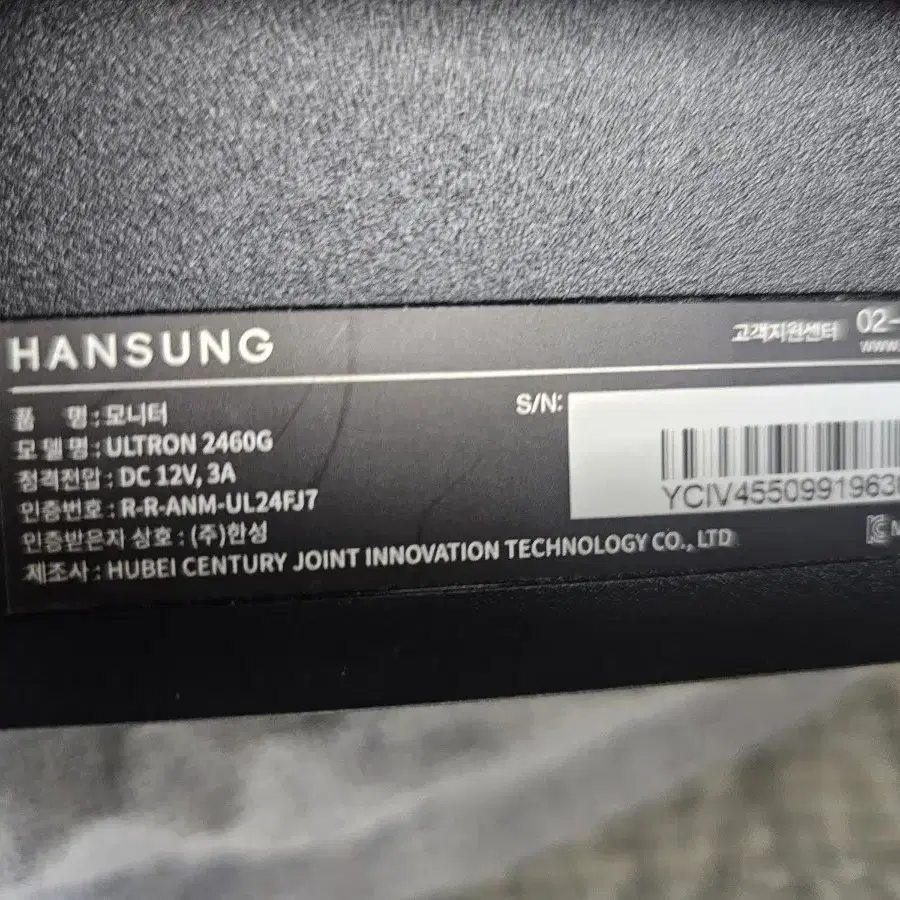 HANSUNG
고객지원센터 02-
www.
품 명 : 모니터
모델명 : ULTRON 2460G
정격전압 : DC 12V, 3A
인증번호 : R-R-ANM-UL24FJ7
인증받은자 상호 : (주)한성
제조사 : HUBEI CENTURY JOINT INNOVATION TECHNOLOGY CO., LTD
S/N:
YCIV4550991963